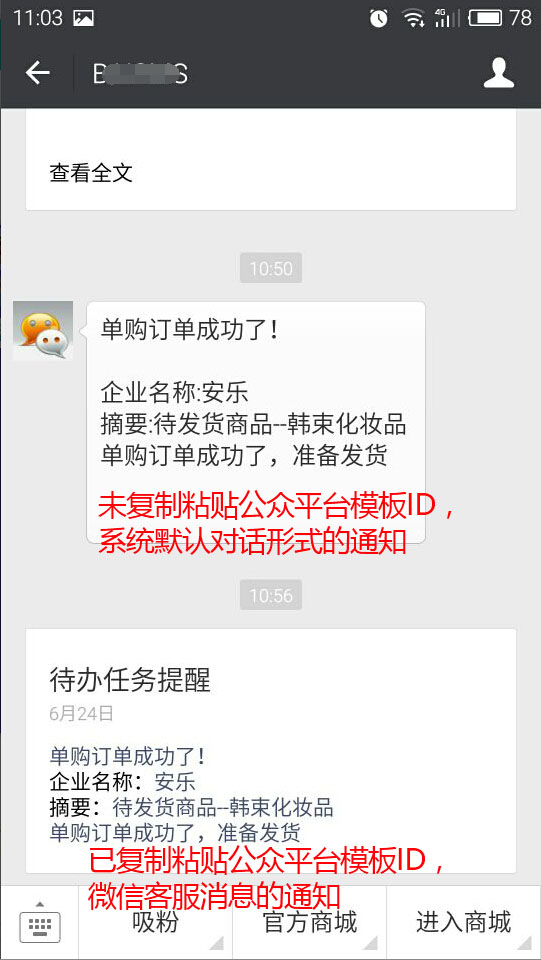 11:03
4G
78
查看全文
10:50
单购订单成功了！
企业名称:安乐
摘要:待发货商品--韩束化妆品
单购订单成功了，准备发货
未复制粘贴公众平台模板ID，
系统默认对话形式的通知
10:56
待办任务提醒
6月24日
单购订单成功了！
企业名称：安乐
摘要：待发货商品--韩束化妆品
单购订单成功了，准备发货
已复制粘贴公众平台模板ID，
微信客服消息的通知
吸粉
官方商城
进入商城